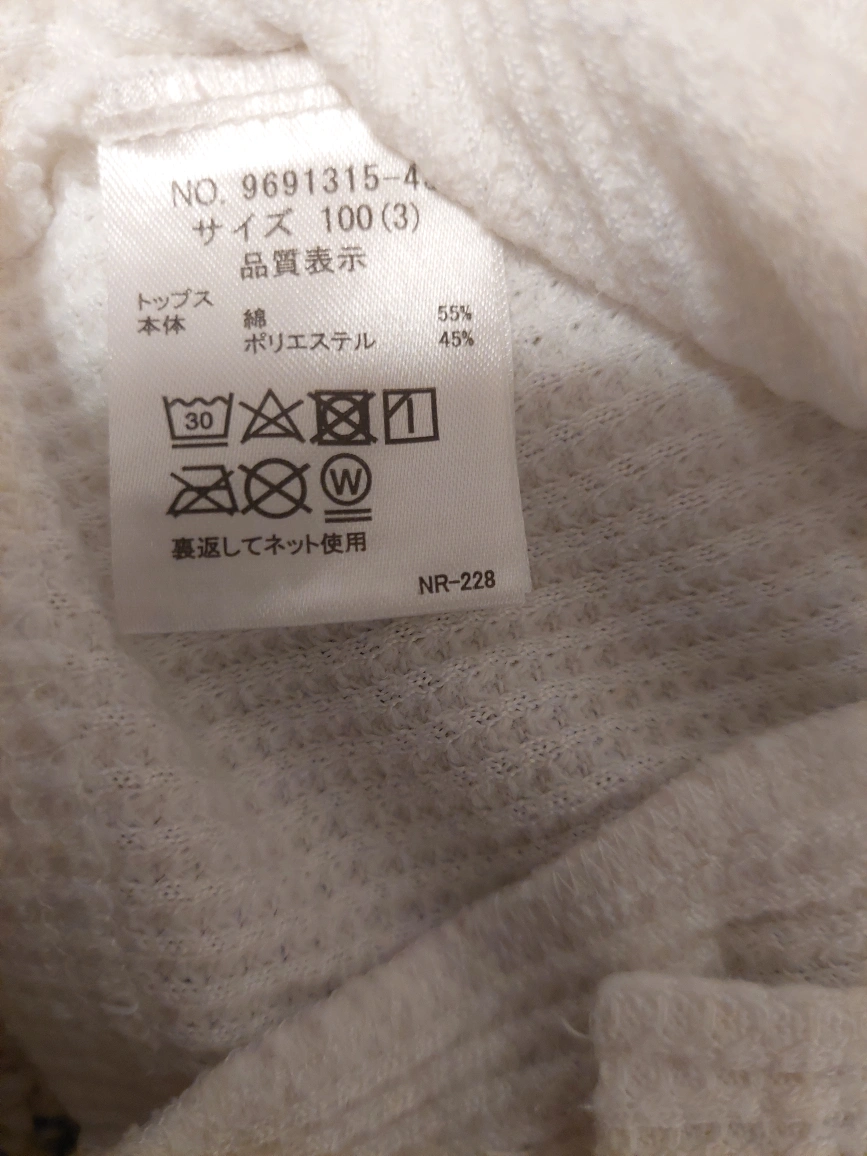 NO. 9691315-4
サイズ 100(3)
品質表示
トップス
本体 綿 55%
ポリエステル 45%
30
W
裏返してネット使用
NR-228